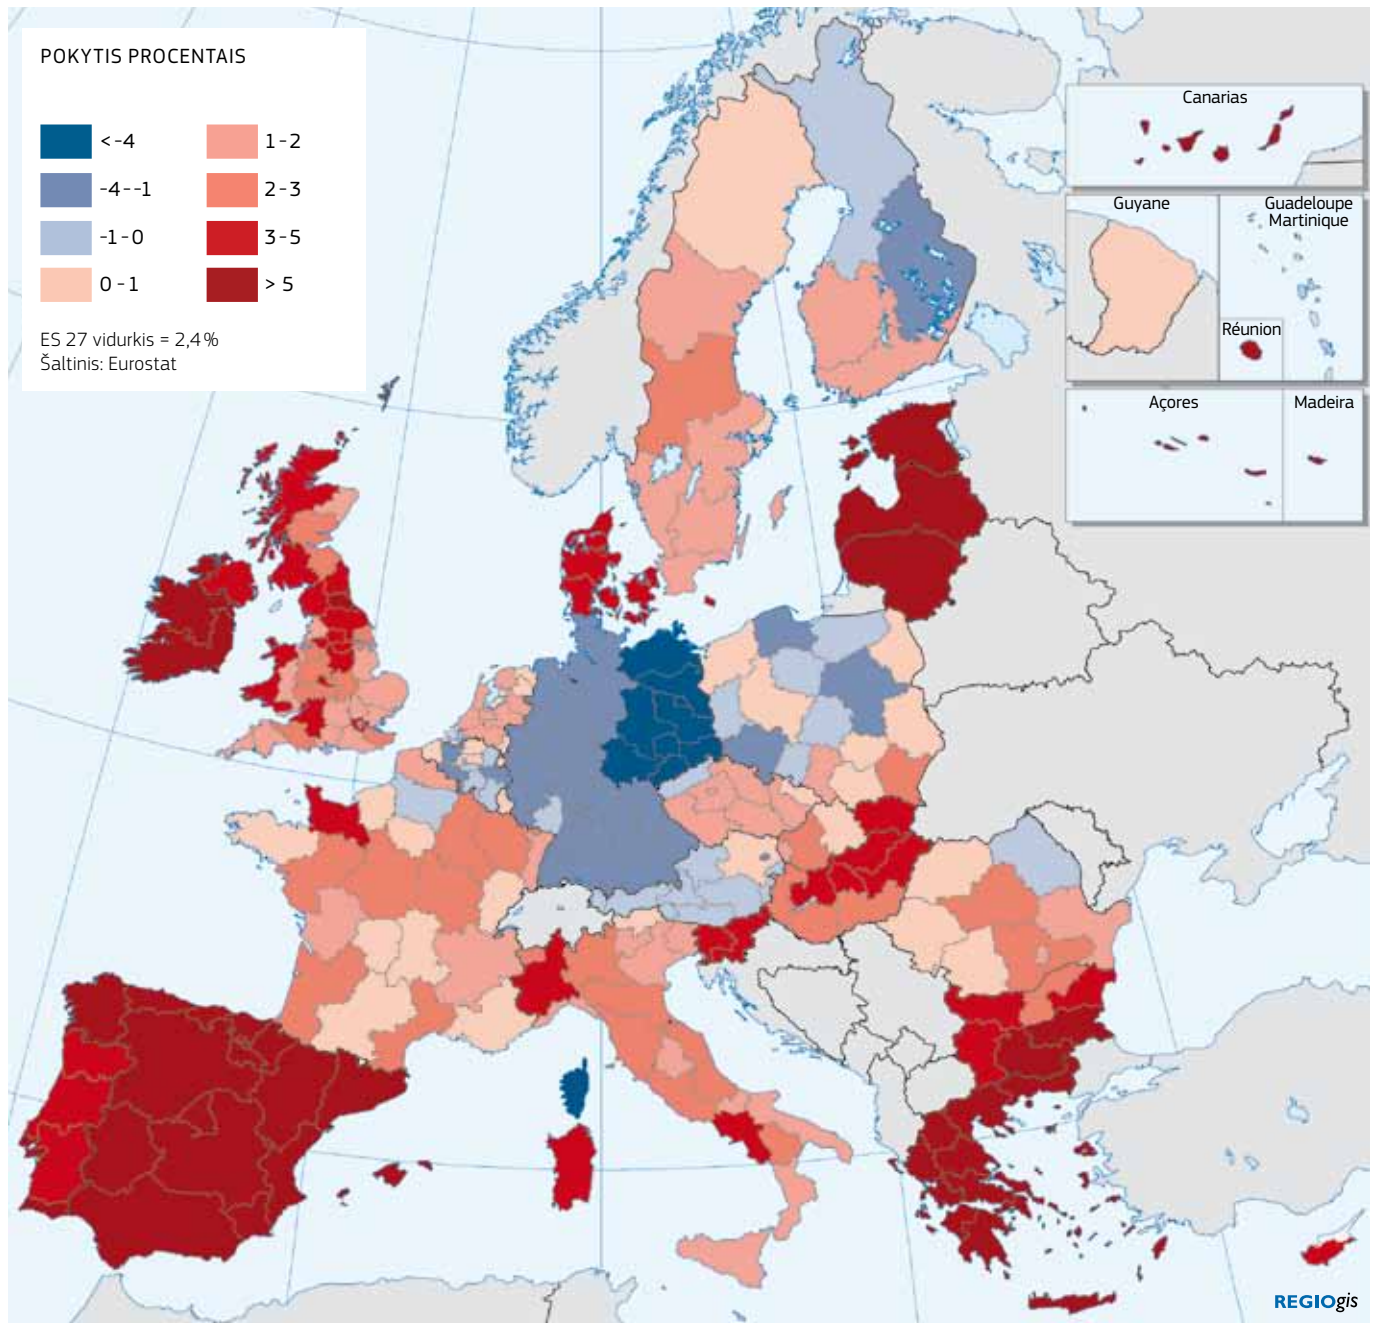 POKYTIS PROCENTAIS
< -4
-4 - -1
-1 - 0
0 - 1
1 - 2
2 - 3
3 - 5
> 5
ES 27 vidurkis = 2,4 %
Šaltinis: Eurostat
Canarias
Guyane
Guadeloupe
Martinique
Réunion
Açores
Madeira
REGIOgis